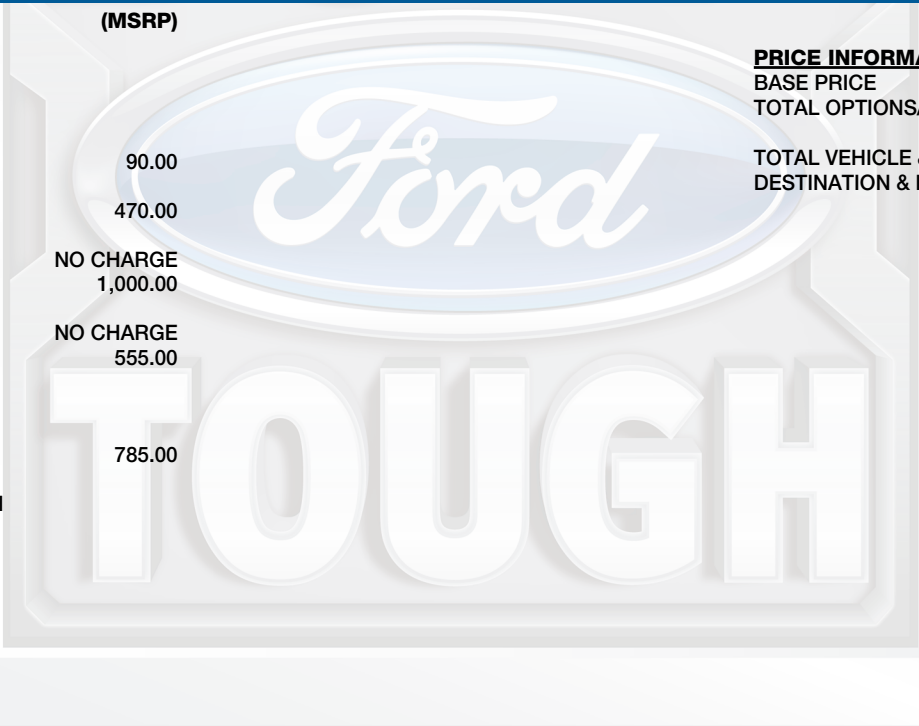 (MSRP)
90.00
470.00
NO CHARGE
1,000.00
NO CHARGE
555.00
785.00
PRICE INFORMA
BASE PRICE
TOTAL OPTIONS
TOTAL VEHICLE
DESTINATION &
Ford
TOUGH